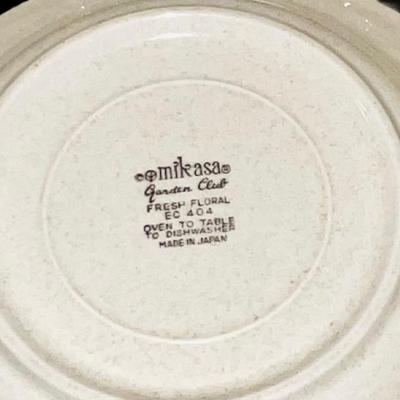 mikasa®
Garden Club
FRESH FLORAL
EC 404
OVEN TO TABLE
TO DISHWASHER
MADE IN JAPAN